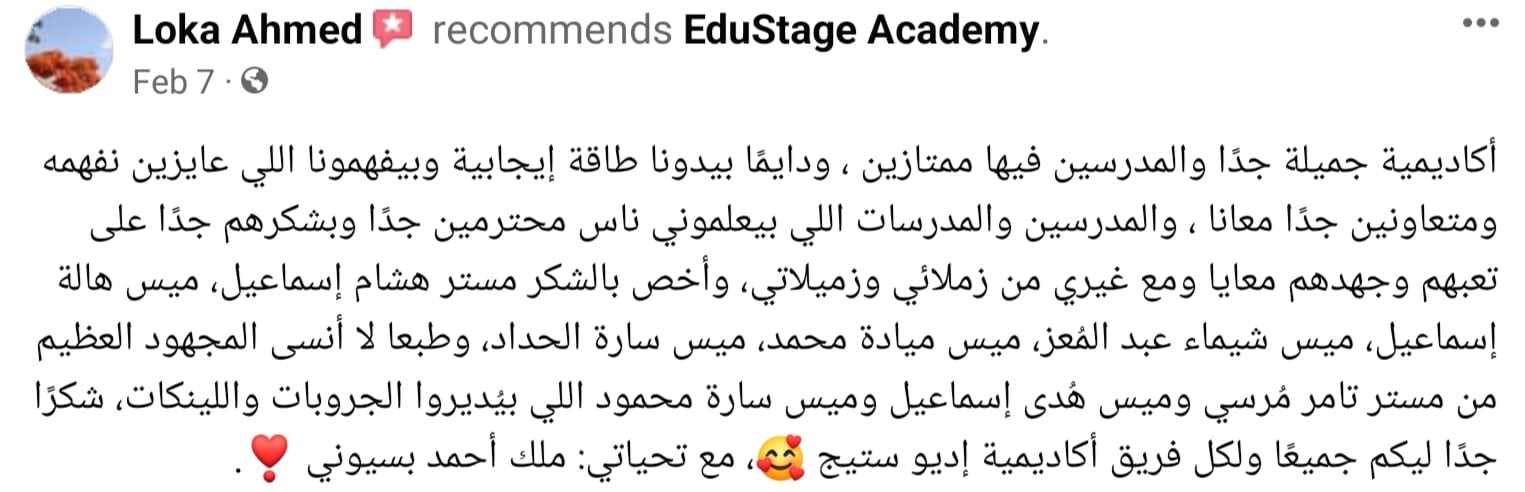 Loka Ahmed recommends EduStage Academy.
Feb 7 ·
أكاديمية جميلة جدًا والمدرسين فيها ممتازين ، ودايمًا بيدونا طاقة إيجابية وبيفهمونا اللي عايزين نفهمه
ومتعاونين جدًا معانا ، والمدرسين والمدرسات اللي بيعلموني ناس محترمين جدًا وبشكرهم جدًا على
تعبهم وجهدهم معايا ومع غيري من زملائي وزميلاتي، وأخص بالشكر مستر هشام إسماعيل، ميس هالة
إسماعيل، ميس شيماء عبد المُعز، ميس ميادة محمد، ميس سارة الحداد، وطبعا لا أنسى المجهود العظيم
من مستر تامر مُرسي وميس هُدى إسماعيل وميس سارة محمود اللي بيُديروا الجروبات واللينكات، شكرًا
جدًا ليكم جميعًا ولكل فريق أكاديمية إديو ستيج 🥰، مع تحياتي: ملك أحمد بسيوني ❣️.